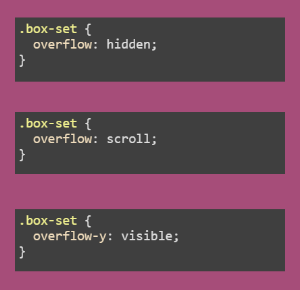 .box-set {
  overflow: hidden;
}
.box-set {
  overflow: scroll;
}
.box-set {
  overflow-y: visible;
}